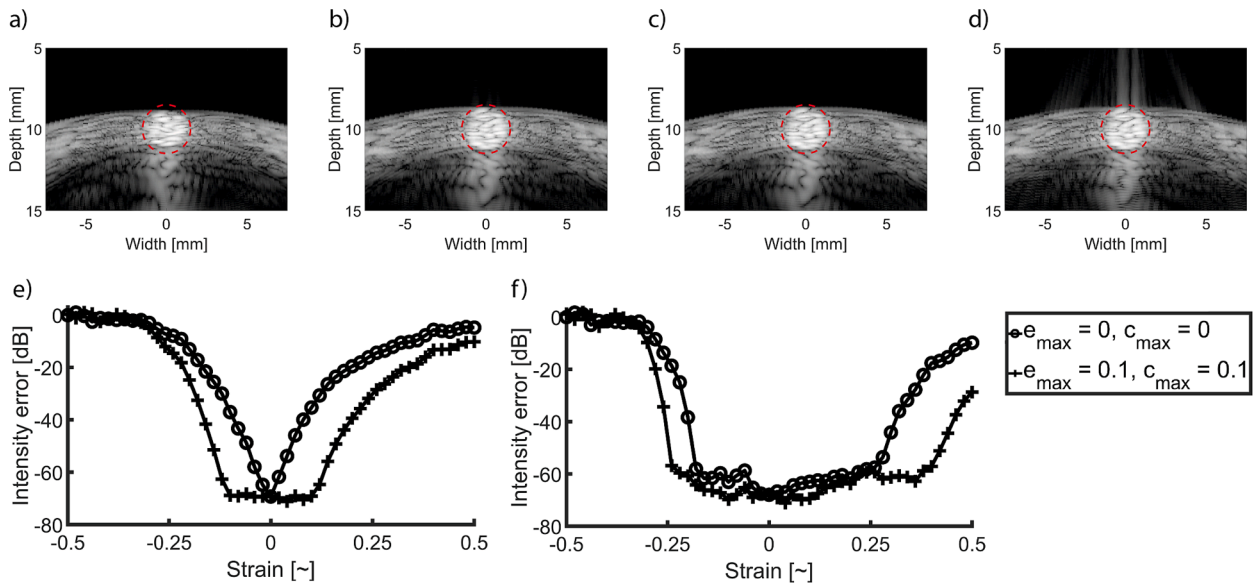 a)
b)
c)
d)
5
10
15
Depth [mm]
-5 0 5
Width [mm]
5
10
15
Depth [mm]
-5 0 5
Width [mm]
5
10
15
Depth [mm]
-5 0 5
Width [mm]
5
10
15
Depth [mm]
-5 0 5
Width [mm]
e)
0
-20
-40
-60
-80
Intensity error [dB]
-0.5 -0.25 0 0.25 0.5
Strain [~]
f)
0
-20
-40
-60
-80
Intensity error [dB]
-0.5 -0.25 0 0.25 0.5
Strain [~]
e_max = 0, c_max = 0
e_max = 0.1, c_max = 0.1